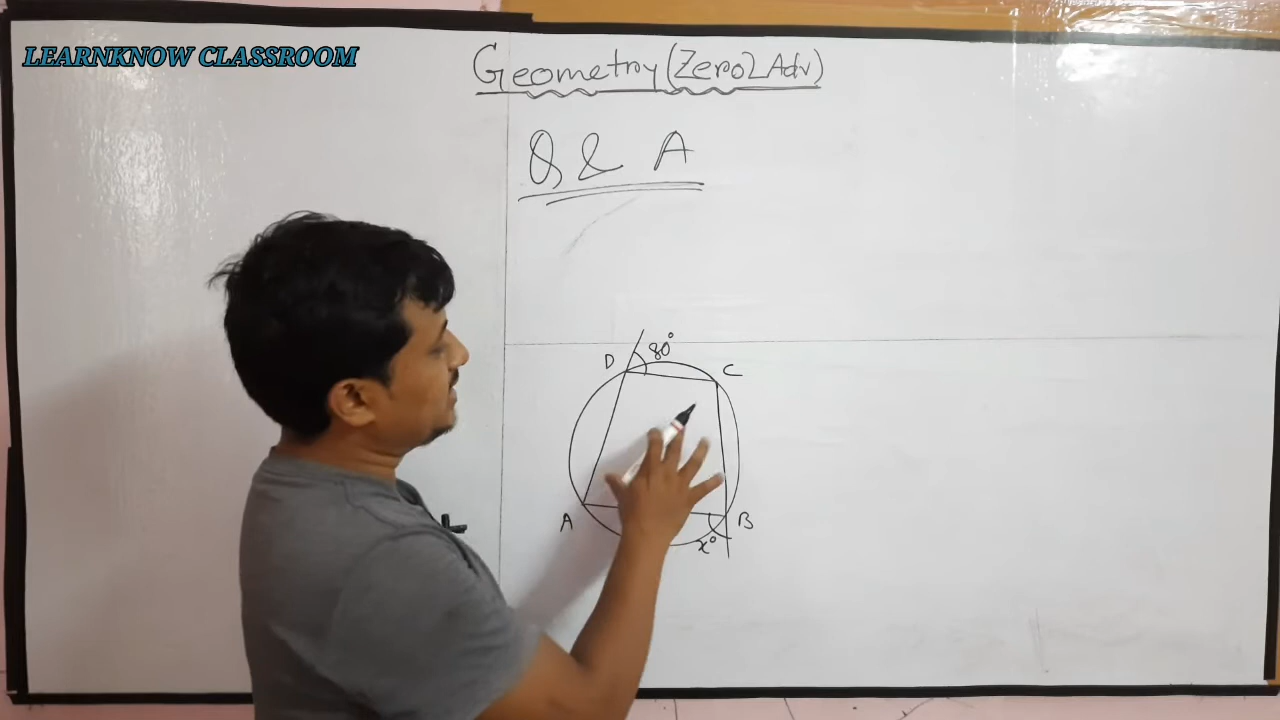 LEARNKNOW CLASSROOM
Geometry (Zero2Adv)
Q & A
80°
D
C
A
B
x°